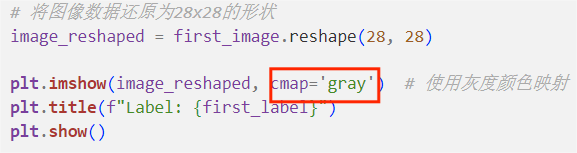 # 将图像数据还原为28x28的形状
image_reshaped = first_image.reshape(28, 28)
plt.imshow(image_reshaped, cmap='gray')  # 使用灰度颜色映射
plt.title(f"Label: {first_label}")
plt.show()